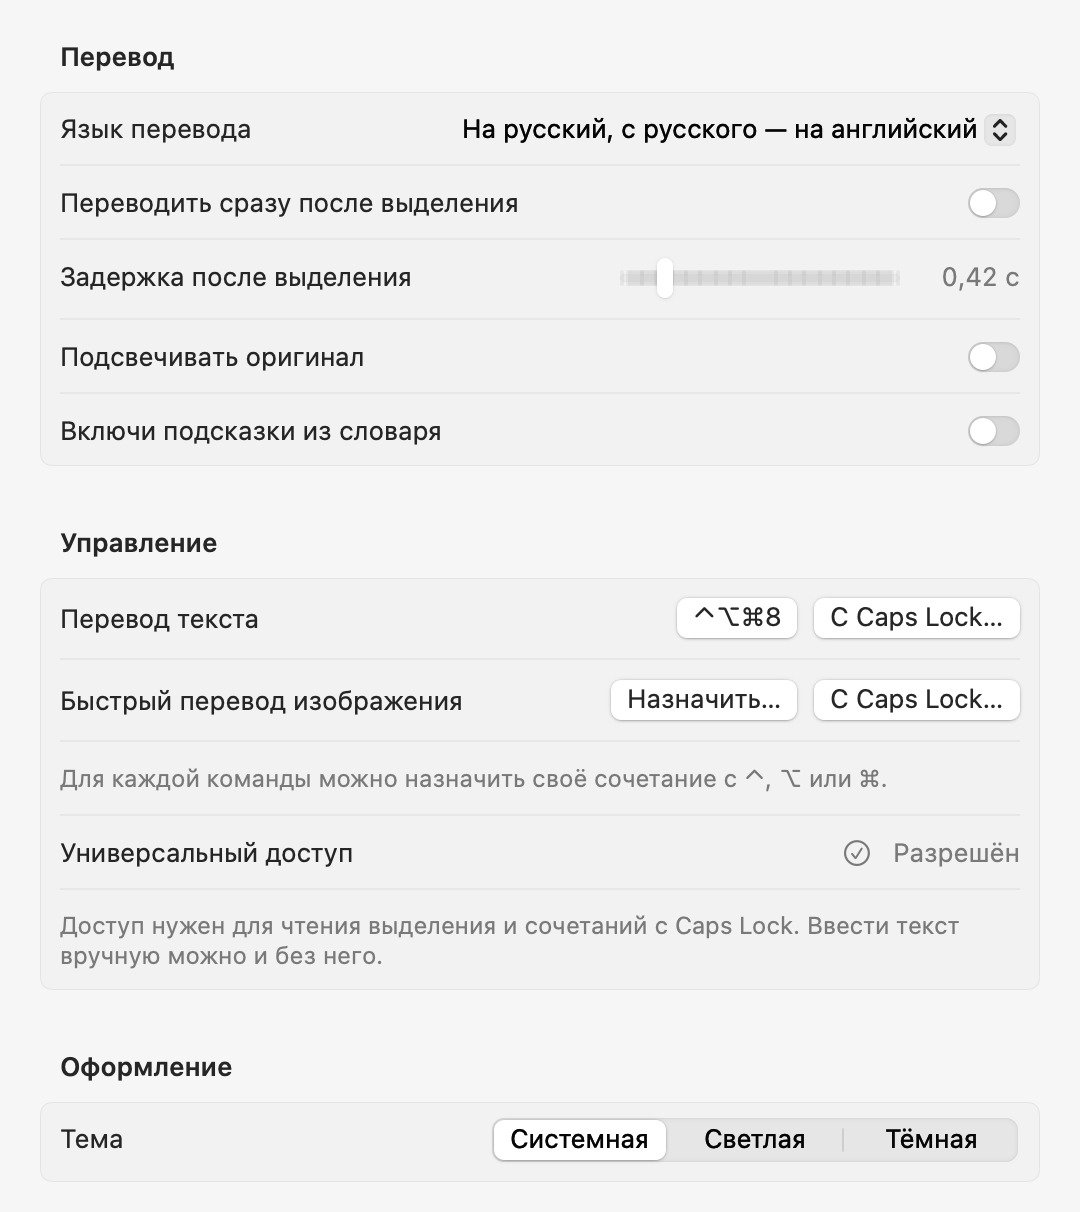 Перевод
Язык перевода На русский, с русского — на английский
Переводить сразу после выделения
Задержка после выделения 0,42 с
Подсвечивать оригинал
Включи подсказки из словаря
Управление
Перевод текста ⌃⌥⌘8 С Caps Lock...
Быстрый перевод изображения Назначить... С Caps Lock...
Для каждой команды можно назначить своё сочетание с ⌃, ⌥ или ⌘.
Универсальный доступ Разрешён
Доступ нужен для чтения выделения и сочетаний с Caps Lock. Ввести текст
вручную можно и без него.
Оформление
Тема Системная Светлая Тёмная